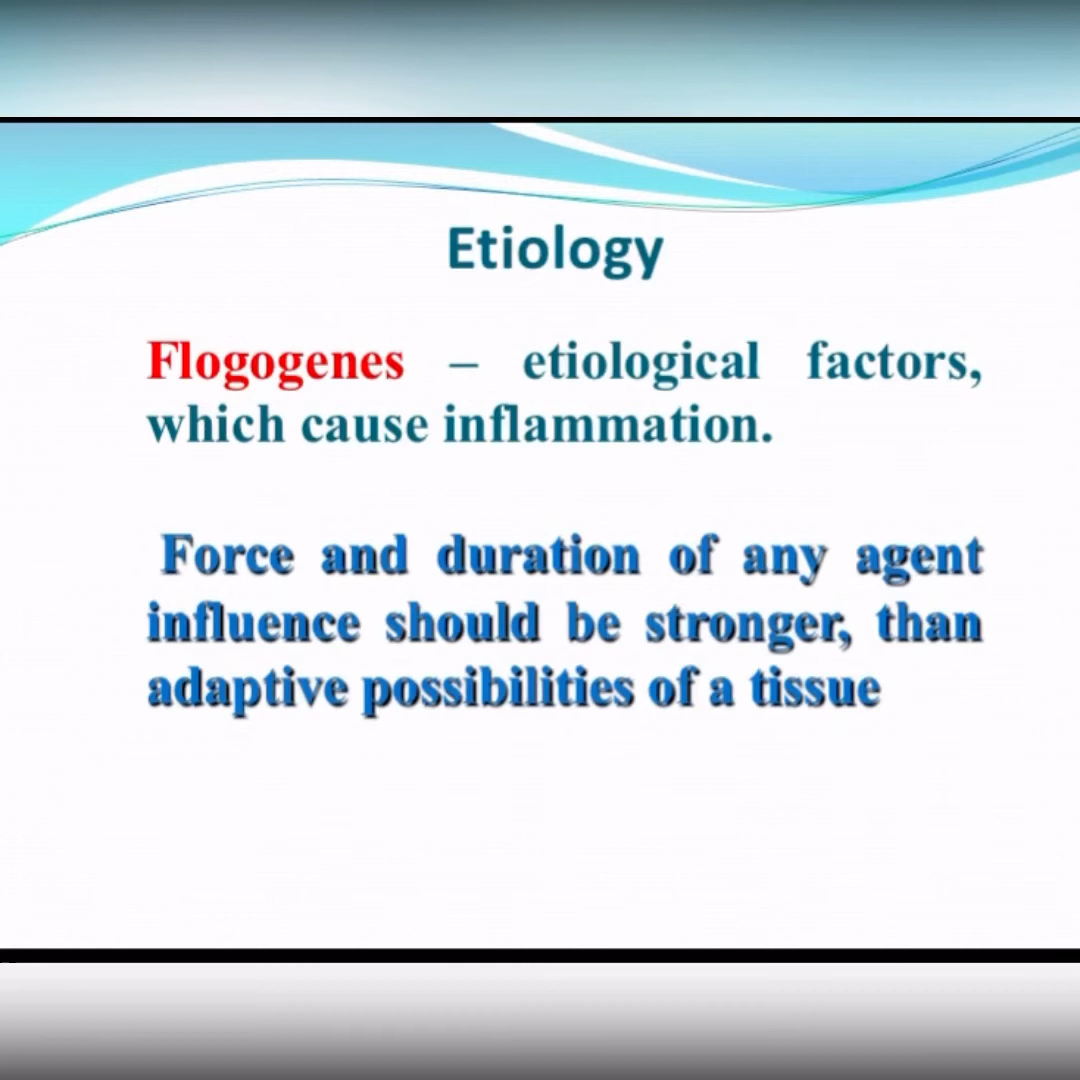 Etiology
Flogogenes – etiological factors,
which cause inflammation.
Force and duration of any agent
influence should be stronger, than
adaptive possibilities of a tissue